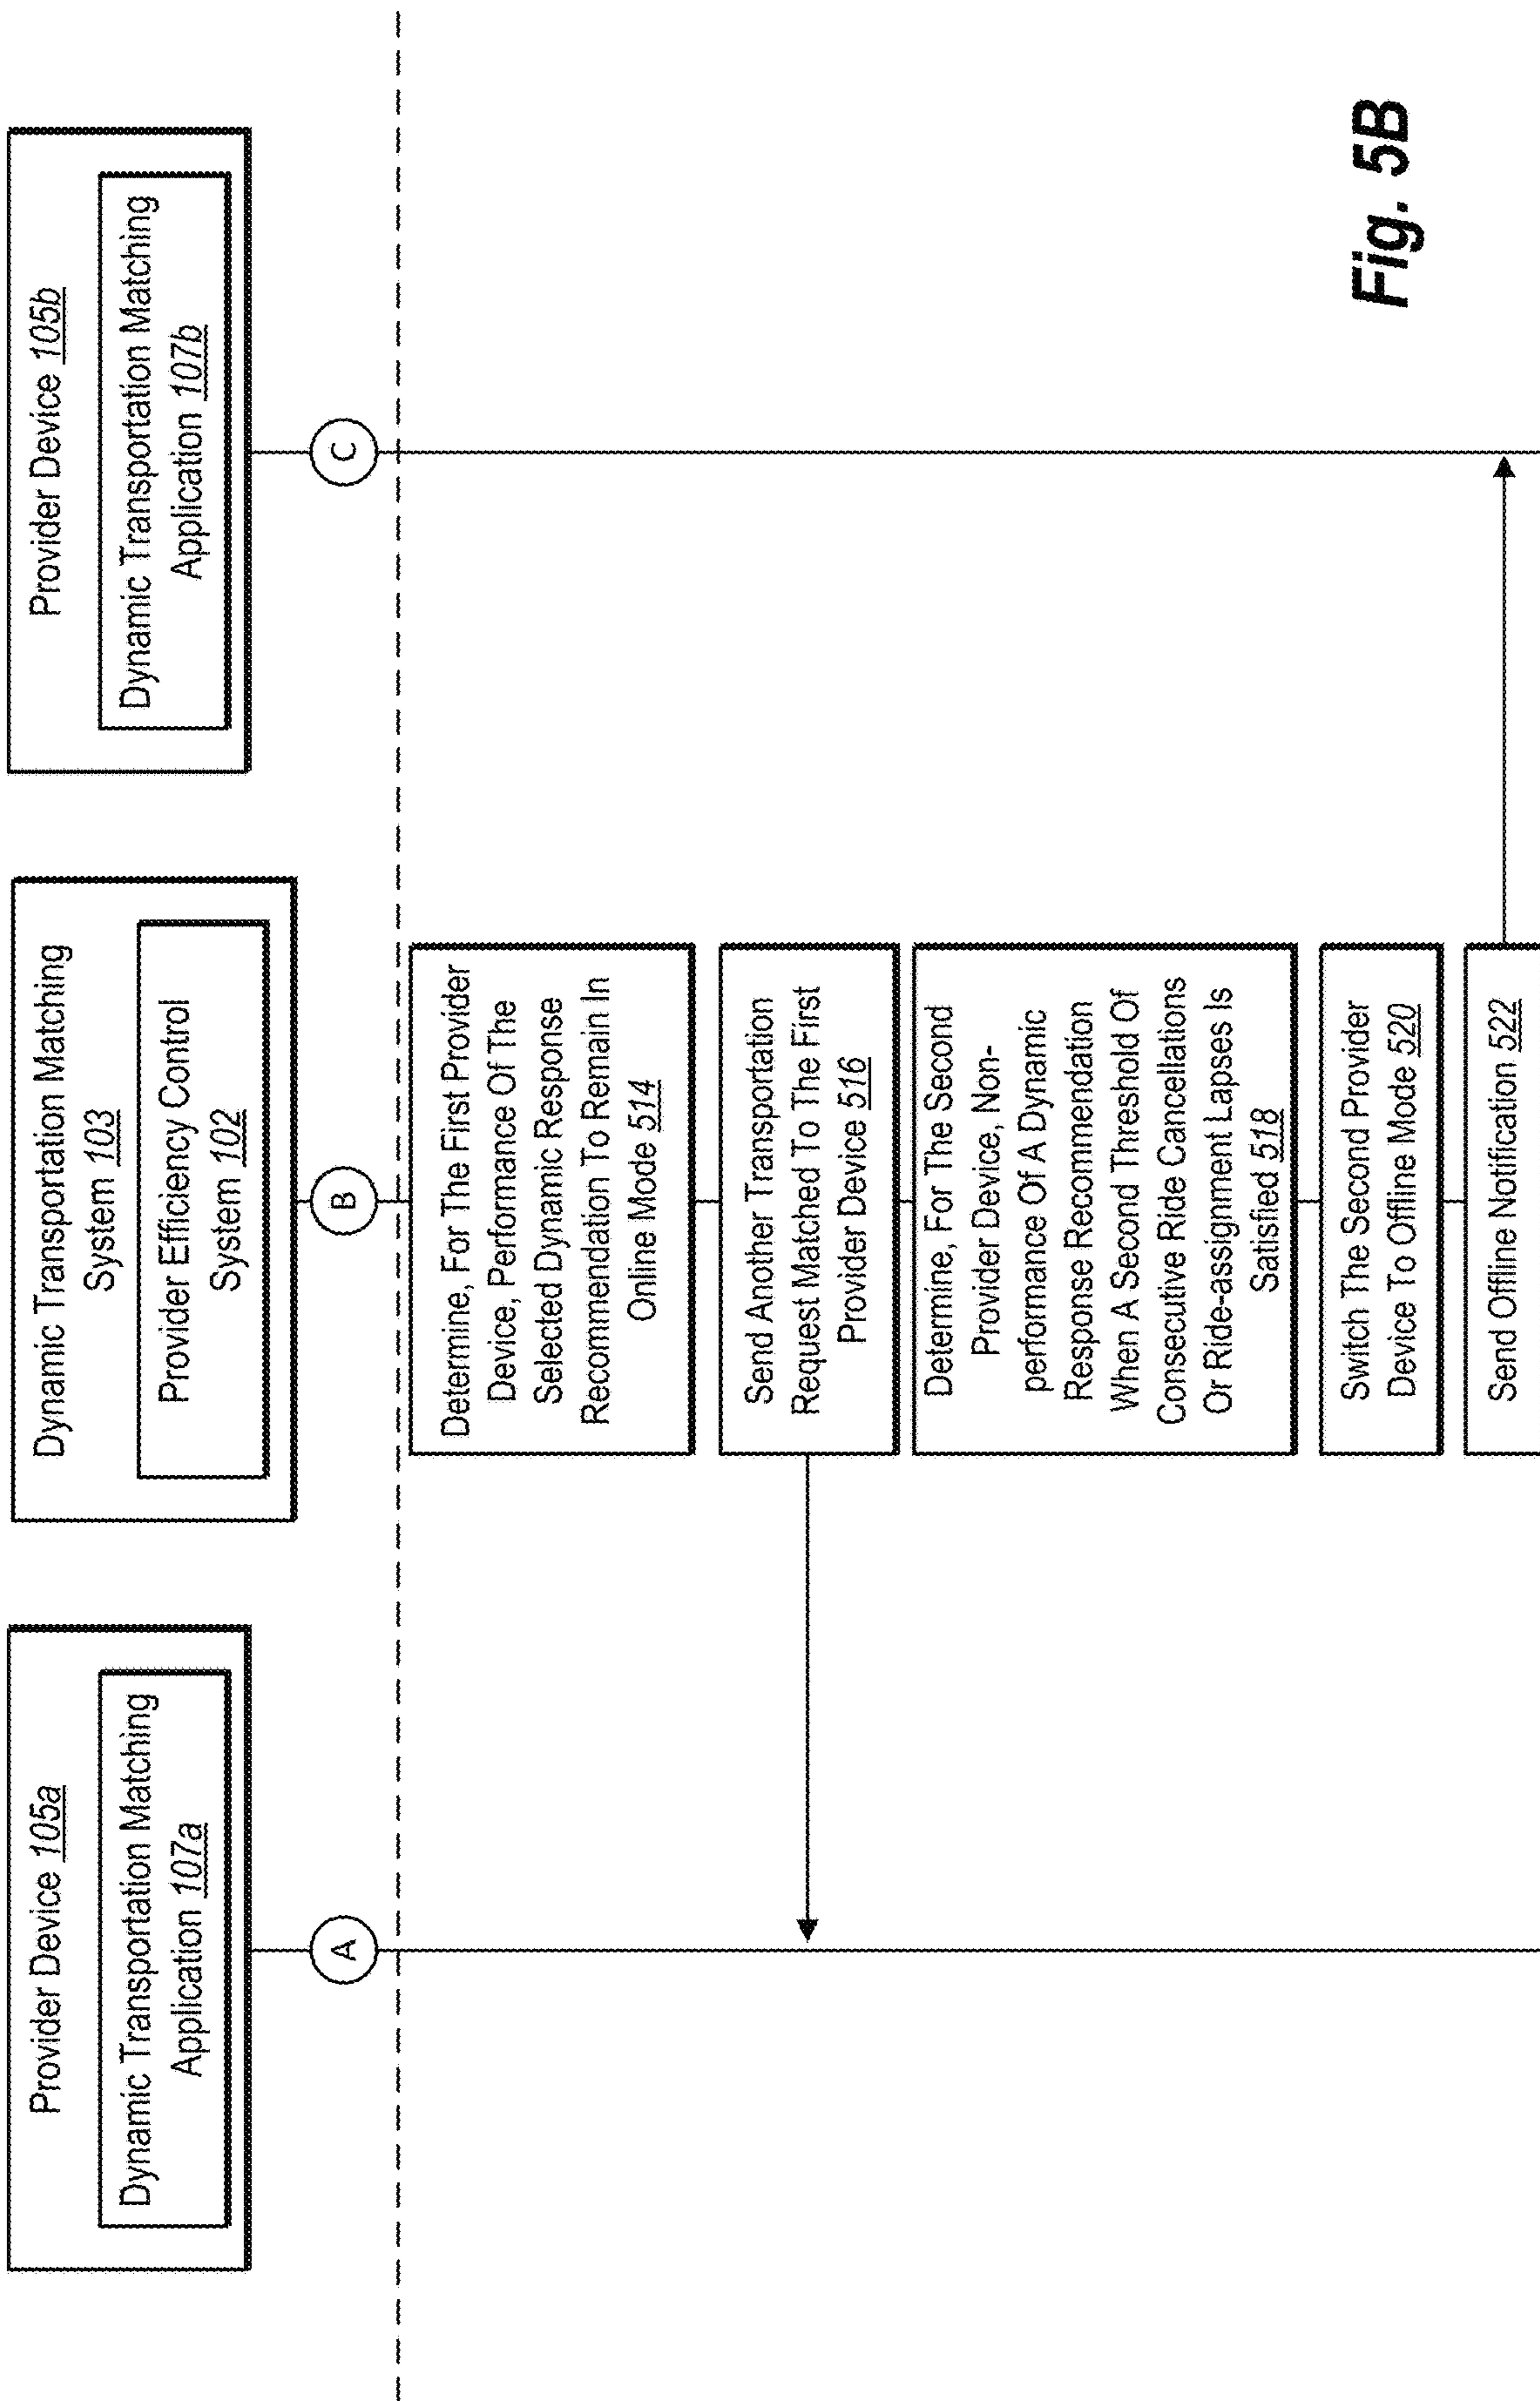 Provider Device 105a
Dynamic Transportation Matching
Application 107a
Dynamic Transportation Matching
System 103
Provider Efficiency Control
System 102
Provider Device 105b
Dynamic Transportation Matching
Application 107b
A
B
C
Determine, For The First Provider
Device, Performance Of The
Selected Dynamic Response
Recommendation To Remain In
Online Mode 514
Send Another Transportation
Request Matched To The First
Provider Device 516
Determine, For The Second
Provider Device, Non-
performance Of A Dynamic
Response Recommendation
When A Second Threshold Of
Consecutive Ride Cancellations
Or Ride-assignment Lapses Is
Satisfied 518
Switch The Second Provider
Device To Offline Mode 520
Send Offline Notification 522
Fig. 5B